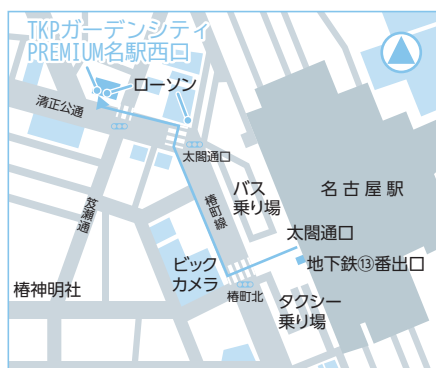 TKPガーデンシティ
PREMIUM名駅西口
ローソン
清正公通
太閤通口
笈瀬通
椿町線
バス
乗り場
名古屋駅
太閤通口
地下鉄⑬番出口
ビック
カメラ
椿町北
椿神明社
タクシー
乗り場